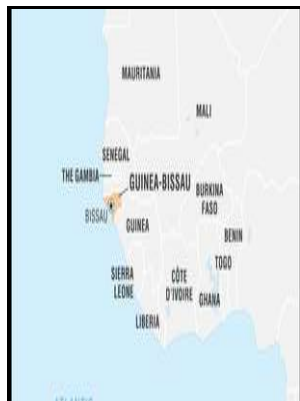 MAURITANIA
MALI
SENEGAL
THE GAMBIA
GUINEA-BISSAU
BURKINA
FASO
BISSAU
GUINEA
BENIN
TOGO
SIERRA
LEONE
CÔTE
D'IVOIRE
GHANA
LIBERIA